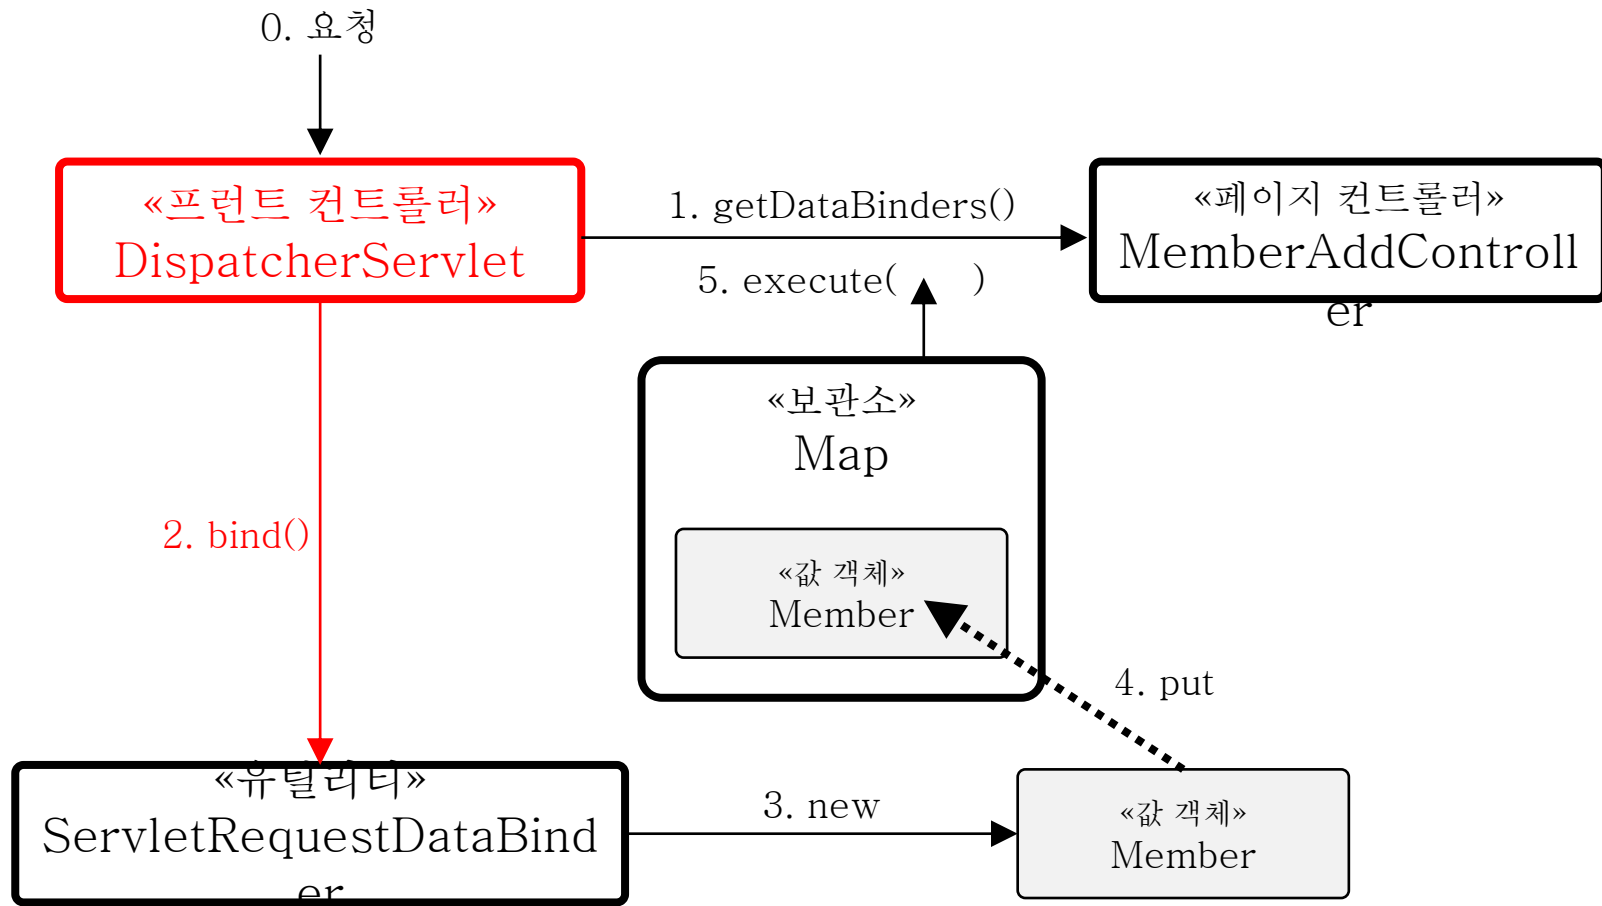 0. 요청
«프런트 컨트롤러»
DispatcherServlet
1. getDataBinders()
5. execute( )
«페이지 컨트롤러»
MemberAddControll
er
«보관소»
Map
«값 객체»
Member
2. bind()
4. put
«유틸리티»
ServletRequestDataBind
er
3. new
«값 객체»
Member